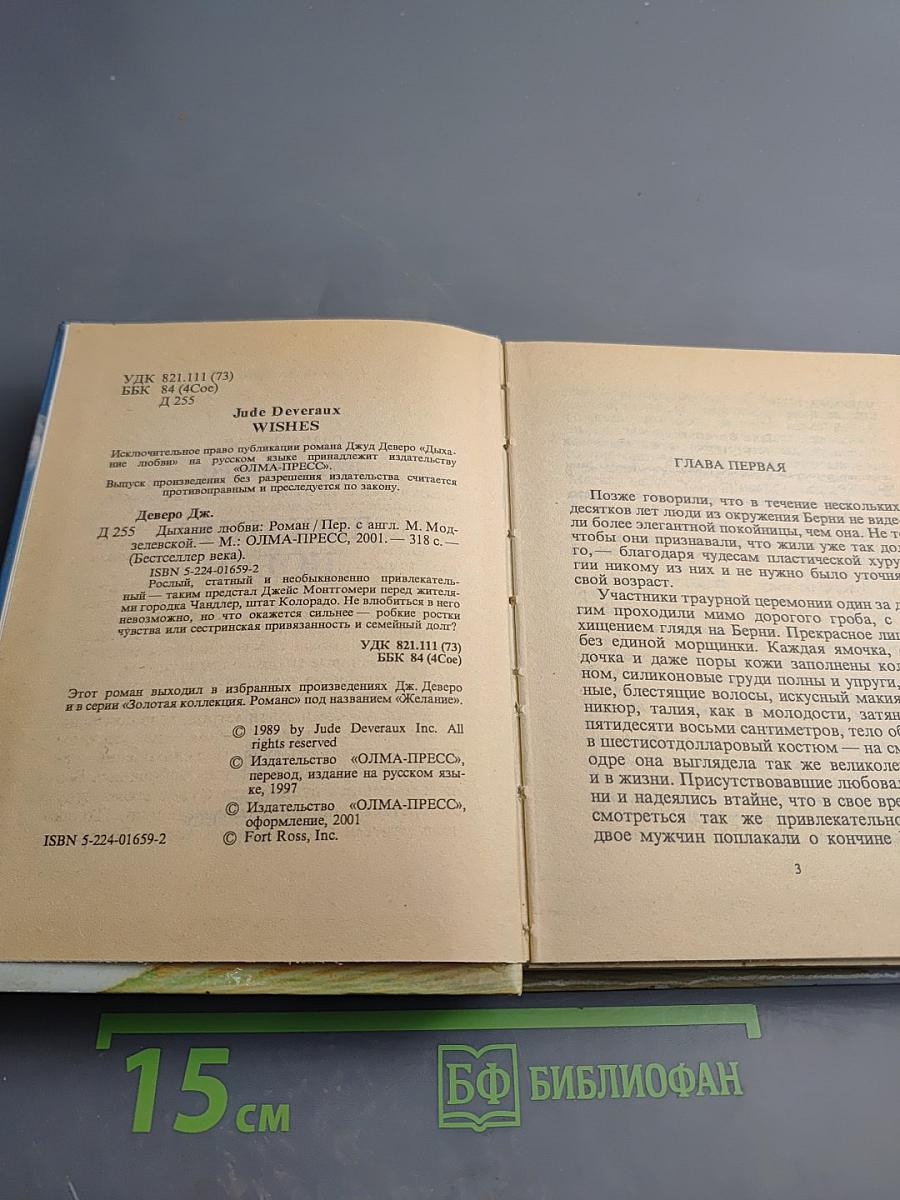 УДК 821.111 (73)
ББК 84 (4Сое)
Д 255
Jude Deveraux
WISHES
Исключительное право публикации романа Джуд Деверо «Дыха-
ние любви» на русском языке принадлежит издательству
«ОЛМА-ПРЕСС».
Выпуск произведения без разрешения издательства считается
противоправным и преследуется по закону.
Деверо Дж.
Д 255 Дыхание любви: Роман / Пер. с англ. М. Мод-
зелевской. — М.: ОЛМА-ПРЕСС, 2001. — 318 с. —
(Бестселлер века).
ISBN 5-224-01659-2
Рослый, статный и необыкновенно привлекатель-
ный — таким предстал Джейс Монтгомери перед жителя-
ми городка Чандлер, штат Колорадо. Не влюбиться в него
невозможно, но что окажется сильнее — робкие ростки
чувства или сестринская привязанность и семейный долг?
УДК 821.111 (73)
ББК 84 (4Сое)
Этот роман выходил в избранных произведениях Дж. Деверо
и в серии «Золотая коллекция. Романс» под названием «Желание».
© 1989 by Jude Deveraux Inc. All
rights reserved
© Издательство «ОЛМА-ПРЕСС»,
перевод, издание на русском язы-
ке, 1997
© Издательство «ОЛМА-ПРЕСС»,
оформление, 2001
ISBN 5-224-01659-2 © Fort Ross, Inc.
ГЛАВА ПЕРВАЯ
Позже говорили, что в течение нескольких
десятков лет люди из окружения Берни не виде
ли более элегантной покойницы, чем она. Не т
чтобы они признавали, что жили уже так дол
го, — благодаря чудесам пластической хирур
гии никому из них и не нужно было уточня
свой возраст.
Участники траурной церемонии один за д
гим проходили мимо дорогого гроба, с
хищением глядя на Берни. Прекрасное ли
без единой морщинки. Каждая ямочка,
дочка и даже поры кожи заполнены кол
ном, силиконовые груди полны и упруги,
ные, блестящие волосы, искусный макия
никюр, талия, как в молодости, затян
пятидесяти восьми сантиметров, тело об
в шестисотдолларовый костюм — на см
одре она выглядела так же великоле
и в жизни. Присутствовавшие любова
ни и надеялись втайне, что в свое вре
смотреться так же привлекательно
двое мужчин поплакали о кончине
3
15 см
БФ БИБЛИОФАН